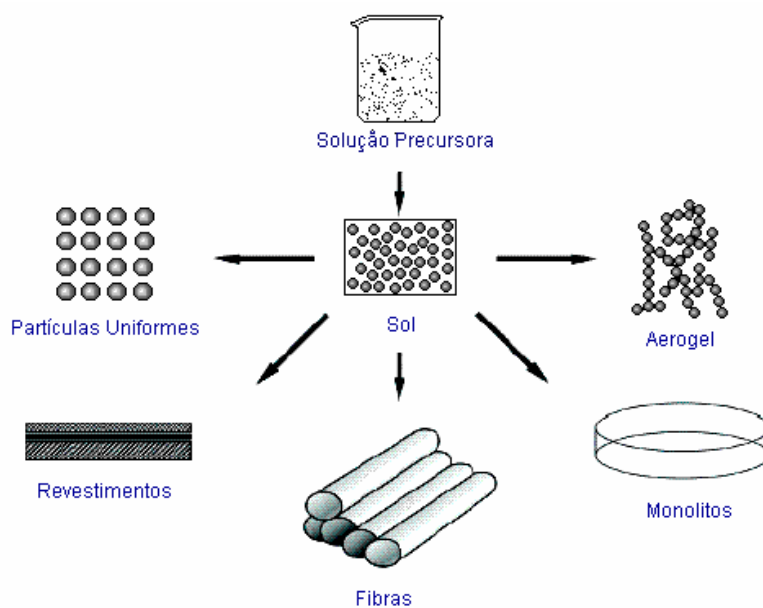 Solução Precursora
Partículas Uniformes
Sol
Aerogel
Revestimentos
Monolitos
Fibras